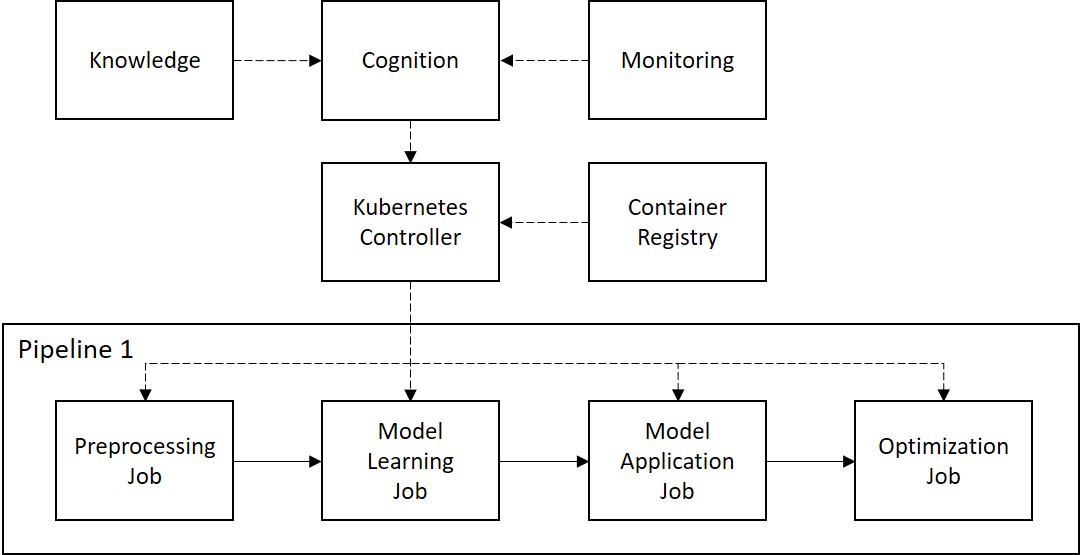 Knowledge
Cognition
Monitoring
Kubernetes
Controller
Container
Registry
Pipeline 1
Preprocessing
Job
Model
Learning
Job
Model
Application
Job
Optimization
Job